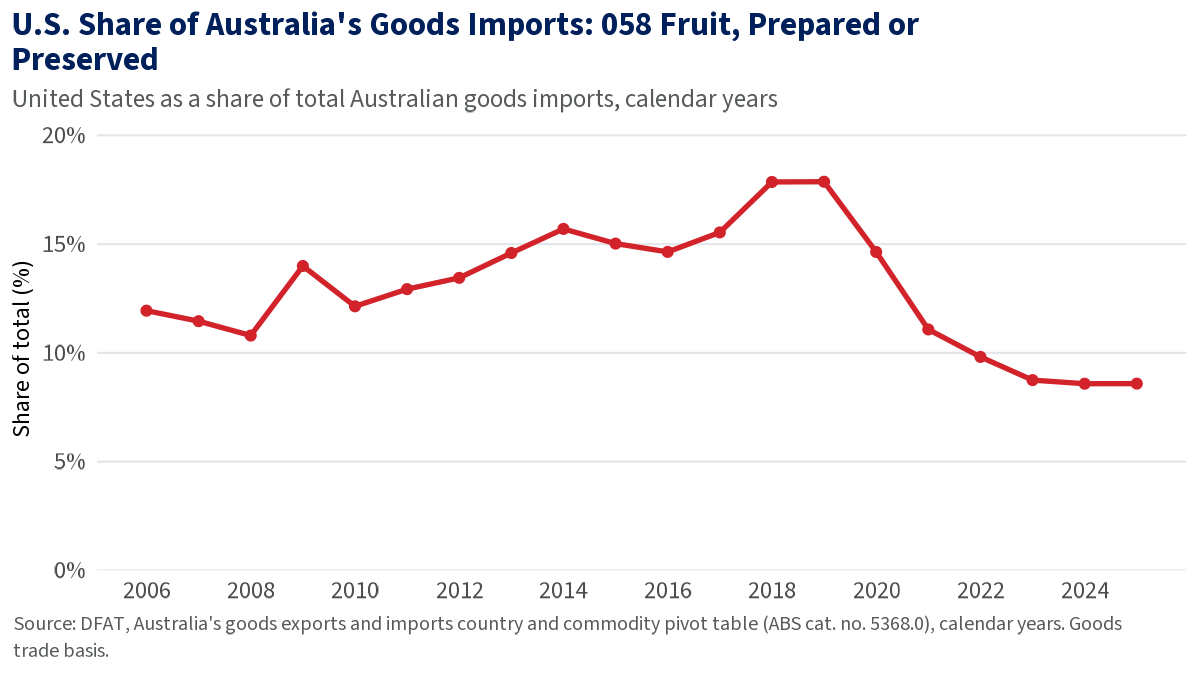 U.S. Share of Australia's Goods Imports: 058 Fruit, Prepared or
Preserved
United States as a share of total Australian goods imports, calendar years
Share of total (%)
20%
15%
10%
5%
0%
2006 2008 2010 2012 2014 2016 2018 2020 2022 2024
Source: DFAT, Australia's goods exports and imports country and commodity pivot table (ABS cat. no. 5368.0), calendar years. Goods
trade basis.